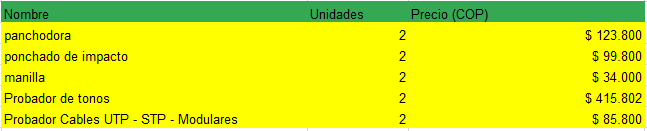 Nombre Unidades Precio (COP)
panchodora 2 $ 123.800
ponchado de impacto 2 $ 99.800
manilla 2 $ 34.000
Probador de tonos 2 $ 415.802
Probador Cables UTP - STP - Modulares 2 $ 85.800